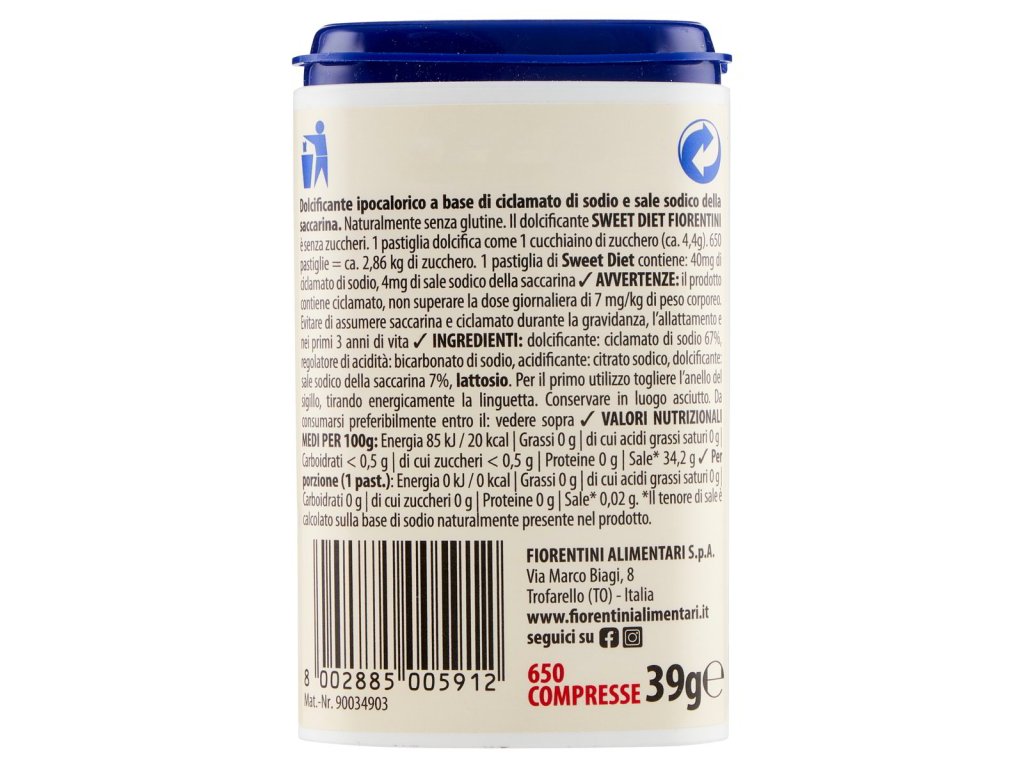 Dolcificante ipocalorico a base di ciclamato di sodio e sale sodico della
saccarina. Naturalmente senza glutine. Il dolcificante SWEET DIET FIORENTINI
è senza zuccheri. 1 pastiglia dolcifica come 1 cucchiaino di zucchero (ca. 4,4g). 650
pastiglie = ca. 2,86 kg di zucchero. 1 pastiglia di Sweet Diet contiene: 40mg di
ciclamato di sodio, 4mg di sale sodico della saccarina ✓ AVVERTENZE: il prodotto
contiene ciclamato, non superare la dose giornaliera di 7 mg/kg di peso corporeo.
Evitare di assumere saccarina e ciclamato durante la gravidanza, l'allattamento e
nei primi 3 anni di vita ✓ INGREDIENTI: dolcificante: ciclamato di sodio 67%,
regolatore di acidità: bicarbonato di sodio, acidificante: citrato sodico, dolcificante:
sale sodico della saccarina 7%, lattosio. Per il primo utilizzo togliere l'anello del
sigillo, tirando energicamente la linguetta. Conservare in luogo asciutto. Da
consumarsi preferibilmente entro il: vedere sopra ✓ VALORI NUTRIZIONALI
MEDI PER 100g: Energia 85 kJ / 20 kcal | Grassi 0 g | di cui acidi grassi saturi 0 g |
Carboidrati < 0,5 g | di cui zuccheri < 0,5 g | Proteine 0 g | Sale* 34,2 g ✓ Per
porzione (1 past.): Energia 0 kJ / 0 kcal | Grassi 0 g | di cui acidi grassi saturi 0 g |
Carboidrati 0 g | di cui zuccheri 0 g | Proteine 0 g | Sale* 0,02 g. *Il tenore di sale è
calcolato sulla base di sodio naturalmente presente nel prodotto.
FIORENTINI ALIMENTARI S.p.A.
Via Marco Biagi, 8
Trofarello (TO) - Italia
www.fiorentinialimentari.it
seguici su
8 002885 005912
Mat.-Nr. 90034903
650
COMPRESSE 39g e